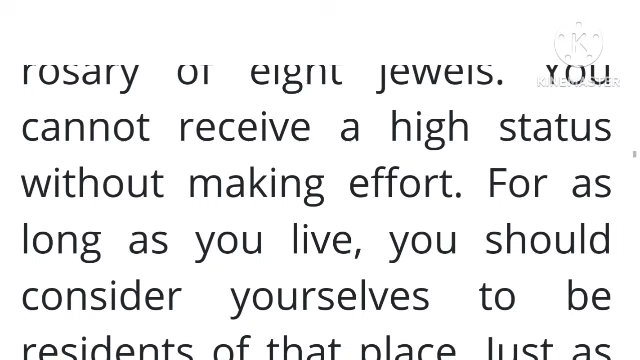 rosary of eight jewels. You
KINEMASTER
cannot receive a high status
without making effort. For as
long as you live, you should
consider yourselves to be
residents of that place. Just as